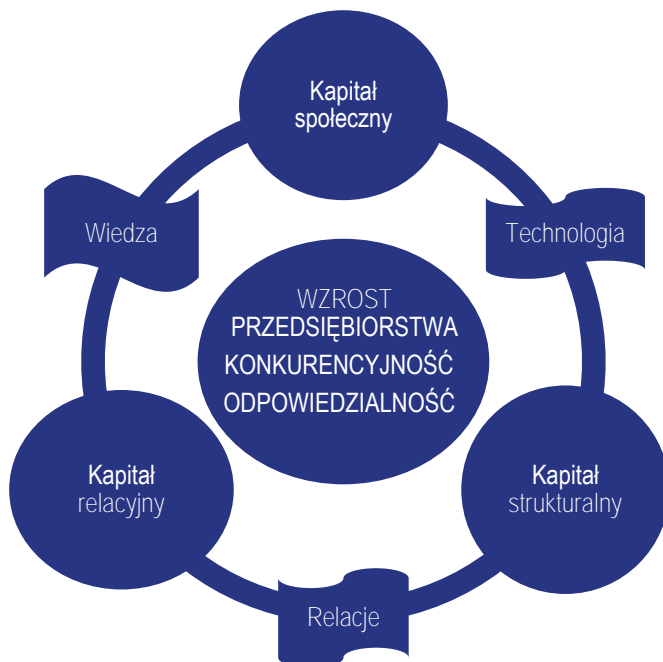 Kapitał
społeczny
Wiedza
Technologia
WZROST
PRZEDSIĘBIORSTWA
KONKURENCYJNOŚĆ
ODPOWIEDZIALNOŚĆ
Kapitał
relacyjny
Kapitał
strukturalny
Relacje